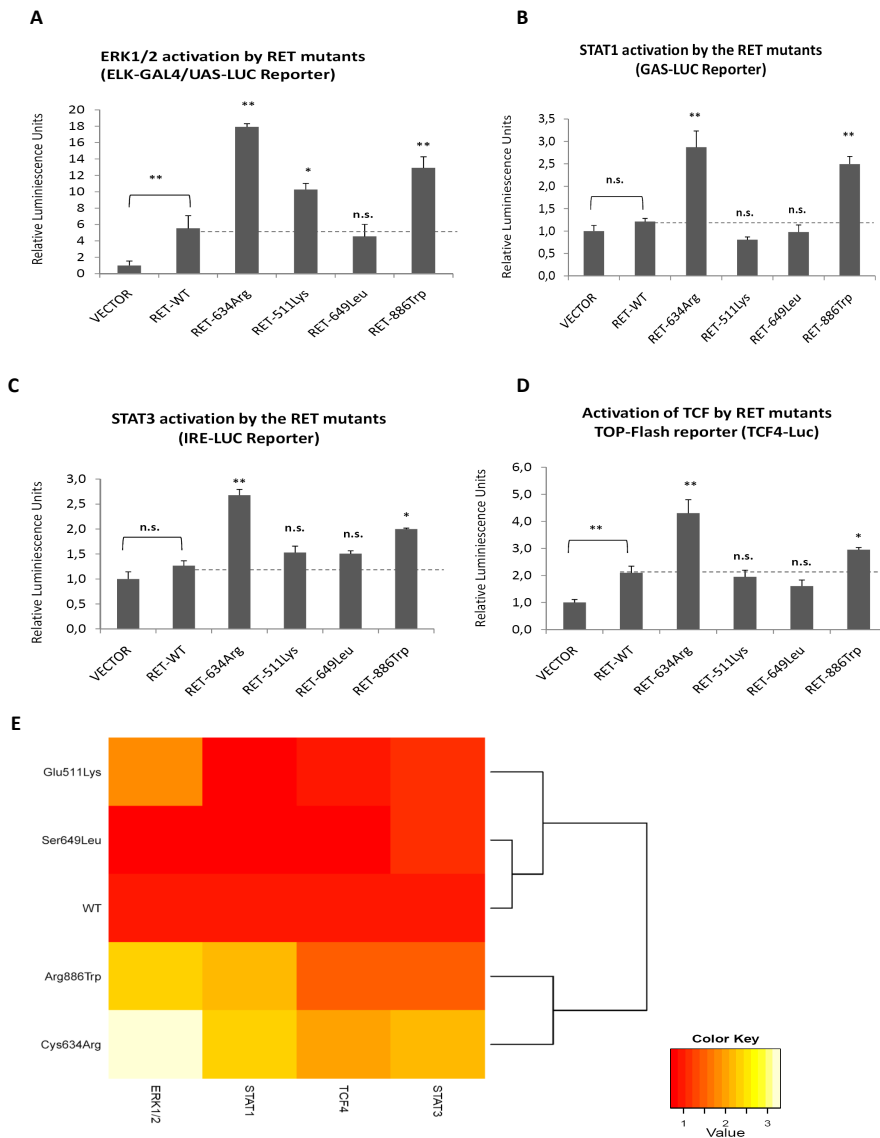 A
ERK1/2 activation by RET mutants
(ELK-GAL4/UAS-LUC Reporter)
Relative Luminiescence Units
20
18
16
14
12
10
8
6
4
2
0
**
**
*
n.s.
**
VECTOR
RET-WT
RET-634Arg
RET-511Lys
RET-649Leu
RET-886Trp
B
STAT1 activation by the RET mutants
(GAS-LUC Reporter)
Relative Luminiescence Units
3,5
3,0
2,5
2,0
1,5
1,0
0,5
0,0
n.s.
**
n.s.
n.s.
**
VECTOR
RET-WT
RET-634Arg
RET-511Lys
RET-649Leu
RET-886Trp
C
STAT3 activation by the RET mutants
(IRE-LUC Reporter)
Relative Luminiescence Units
3,0
2,5
2,0
1,5
1,0
0,5
0,0
n.s.
**
n.s.
n.s.
*
VECTOR
RET-WT
RET-634Arg
RET-511Lys
RET-649Leu
RET-886Trp
D
Activation of TCF by RET mutants
TOP-Flash reporter (TCF4-Luc)
Relative Luminiescence Units
6,0
5,0
4,0
3,0
2,0
1,0
0,0
**
**
n.s.
n.s.
*
VECTOR
RET-WT
RET-634Arg
RET-511Lys
RET-649Leu
RET-886Trp
E
Glu511Lys
Ser649Leu
WT
Arg886Trp
Cys634Arg
ERK1/2
STAT1
TCF4
STAT3
Color Key
1
2
3
Value